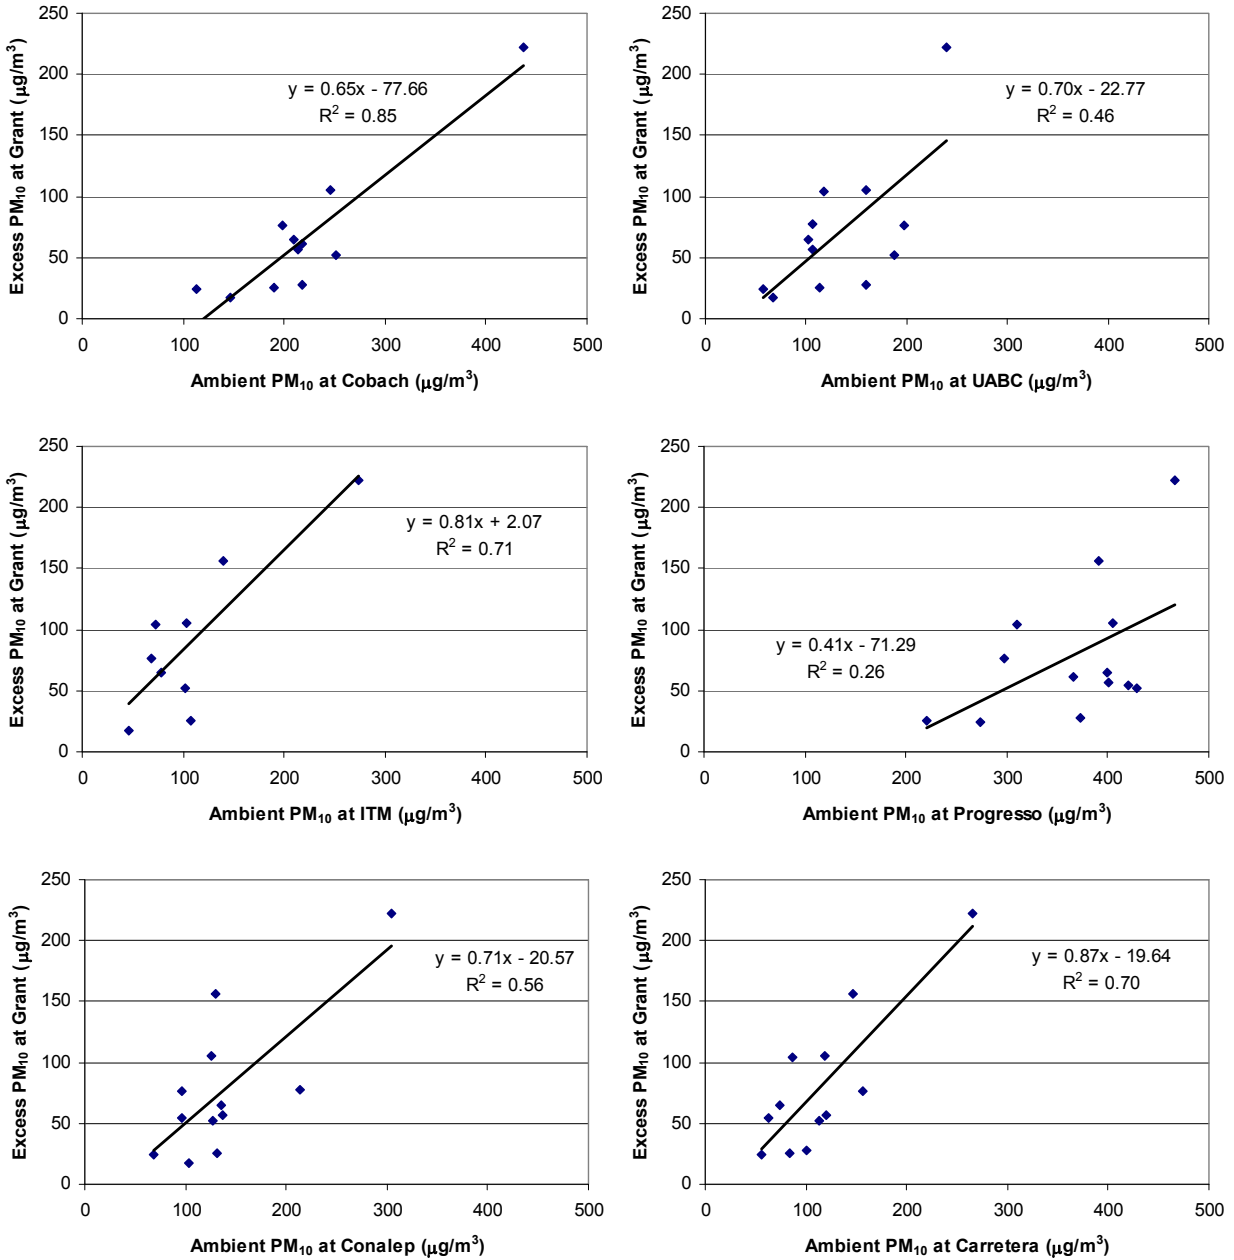 Excess PM₁₀ at Grant (μg/m³)
250
200
150
100
50
0
y = 0.65x - 77.66
R² = 0.85
0 100 200 300 400 500
Ambient PM₁₀ at Cobach (μg/m³)
Excess PM₁₀ at Grant (μg/m³)
250
200
150
100
50
0
y = 0.70x - 22.77
R² = 0.46
0 100 200 300 400 500
Ambient PM₁₀ at UABC (μg/m³)
Excess PM₁₀ at Grant (μg/m³)
250
200
150
100
50
0
y = 0.81x + 2.07
R² = 0.71
0 100 200 300 400 500
Ambient PM₁₀ at ITM (μg/m³)
Excess PM₁₀ at Grant (μg/m³)
250
200
150
100
50
0
y = 0.41x - 71.29
R² = 0.26
0 100 200 300 400 500
Ambient PM₁₀ at Progresso (μg/m³)
Excess PM₁₀ at Grant (μg/m³)
250
200
150
100
50
0
y = 0.71x - 20.57
R² = 0.56
0 100 200 300 400 500
Ambient PM₁₀ at Conalep (μg/m³)
Excess PM₁₀ at Grant (μg/m³)
250
200
150
100
50
0
y = 0.87x - 19.64
R² = 0.70
0 100 200 300 400 500
Ambient PM₁₀ at Carretera (μg/m³)